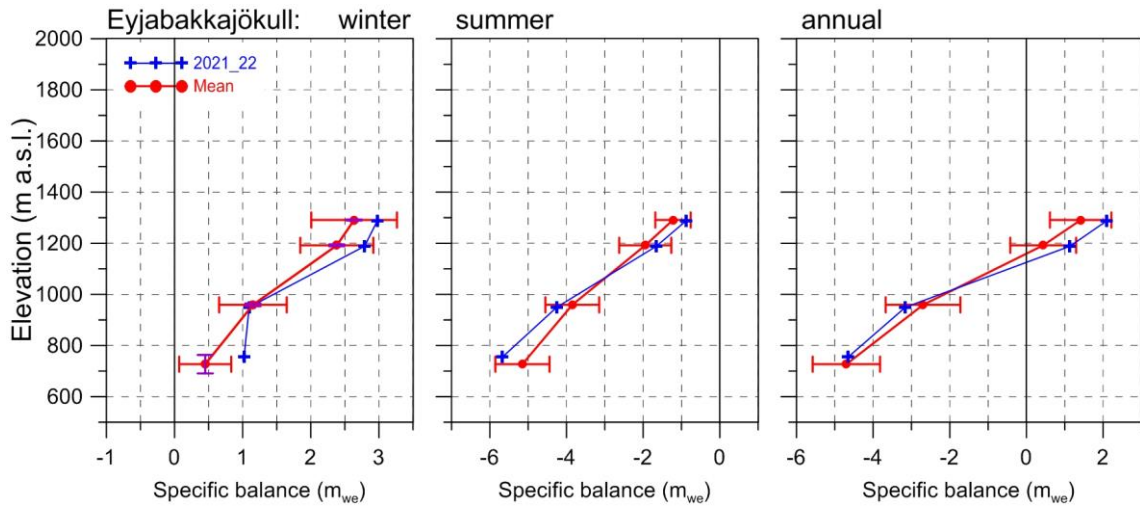 Eyjabakkajökull: winter
summer
annual
2000
1800
1600
1400
1200
1000
800
600
Elevation (m a.s.l.)
2021_22
Mean
-1 0 1 2 3
-6 -4 -2 0
-6 -4 -2 0 2
Specific balance (mwe)
Specific balance (mwe)
Specific balance (mwe)